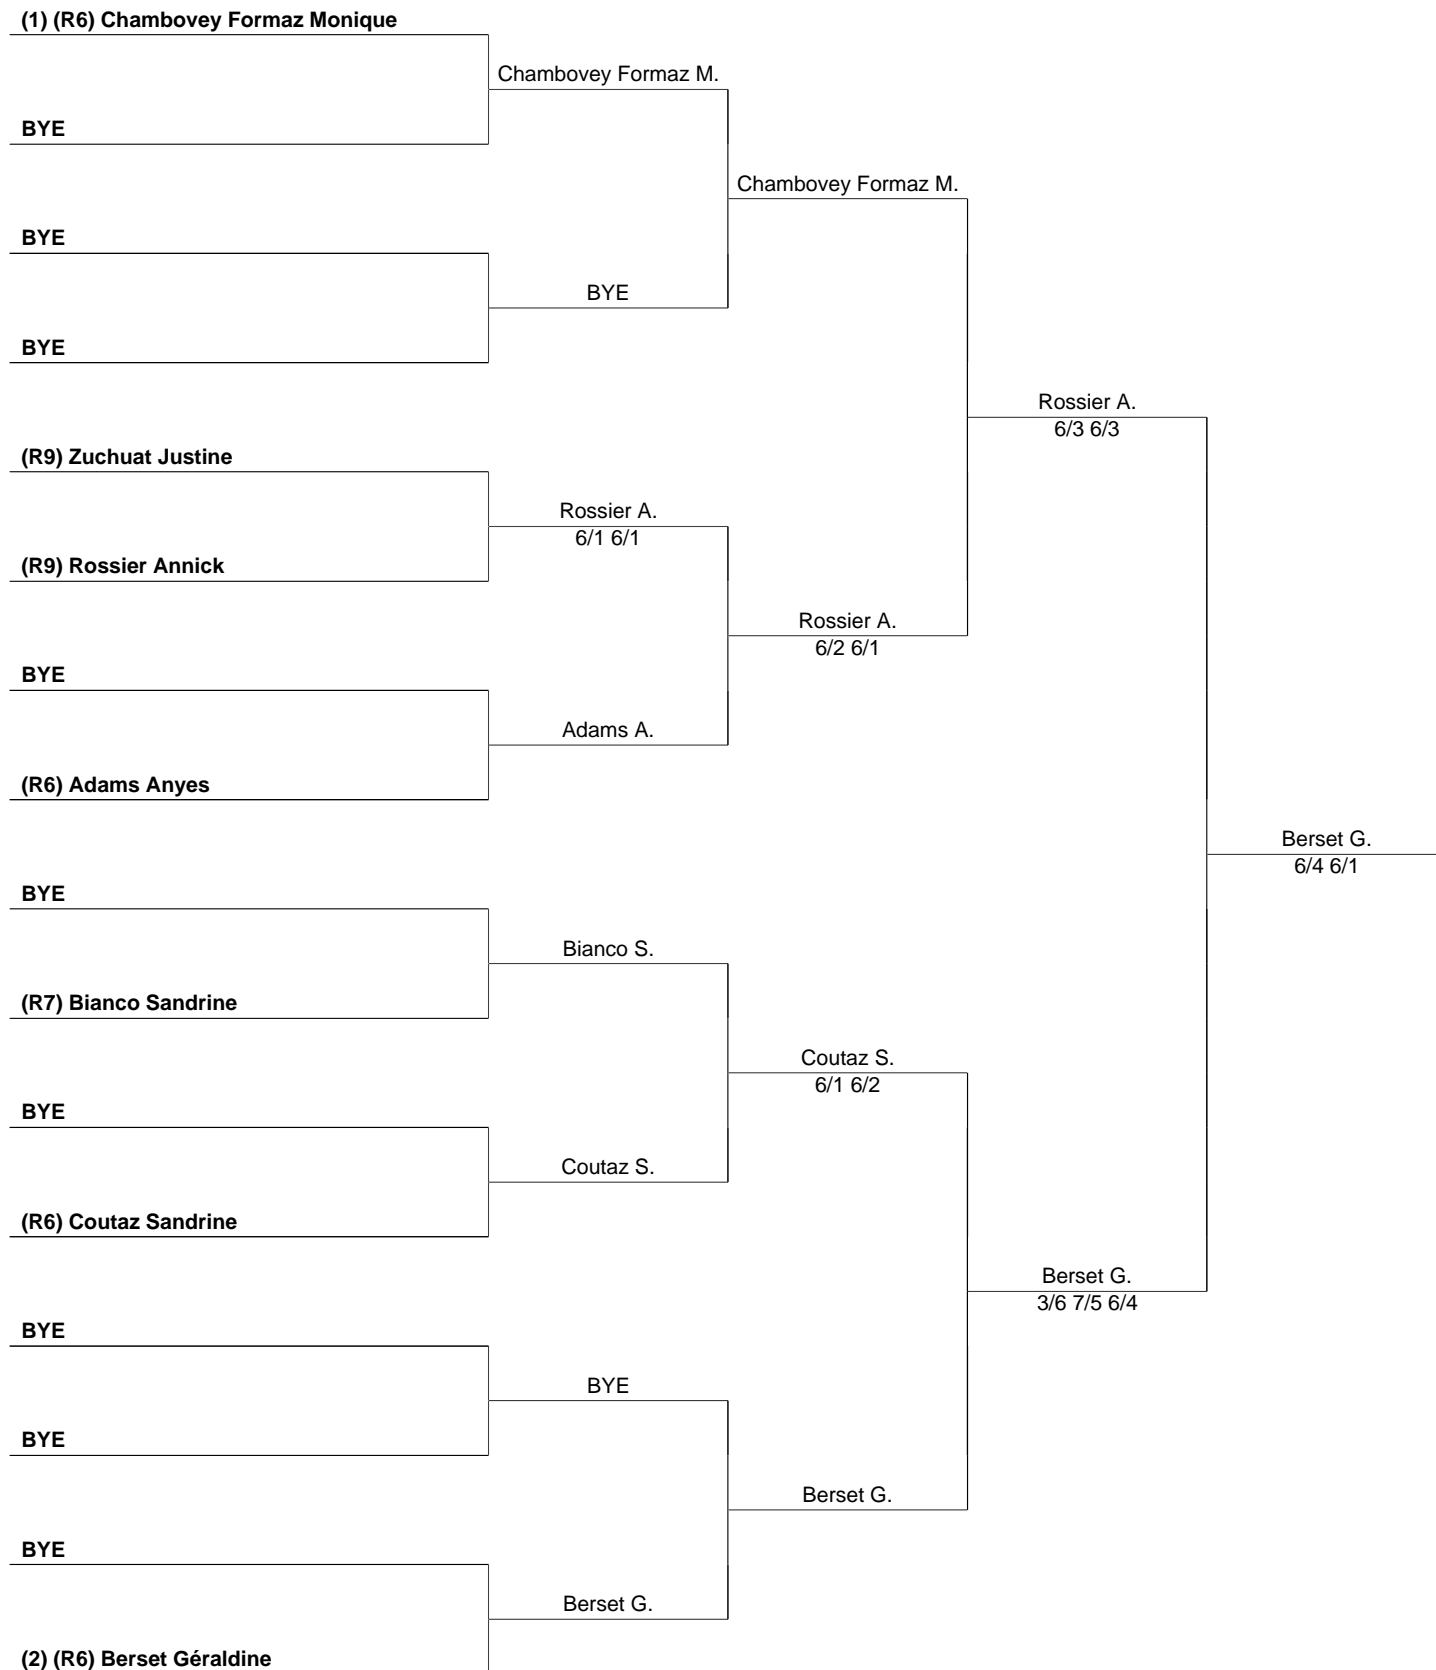 (1) (R6) Chambovey Formaz Monique
Chambovey Formaz M.
BYE
Chambovey Formaz M.
BYE
BYE
BYE
Rossier A.
6/3 6/3
(R9) Zuchuat Justine
Rossier A.
6/1 6/1
(R9) Rossier Annick
Rossier A.
6/2 6/1
BYE
Adams A.
(R6) Adams Anyes
Berset G.
6/4 6/1
BYE
Bianco S.
(R7) Bianco Sandrine
Coutaz S.
6/1 6/2
BYE
Coutaz S.
(R6) Coutaz Sandrine
Berset G.
3/6 7/5 6/4
BYE
BYE
BYE
Berset G.
BYE
Berset G.
(2) (R6) Berset Géraldine